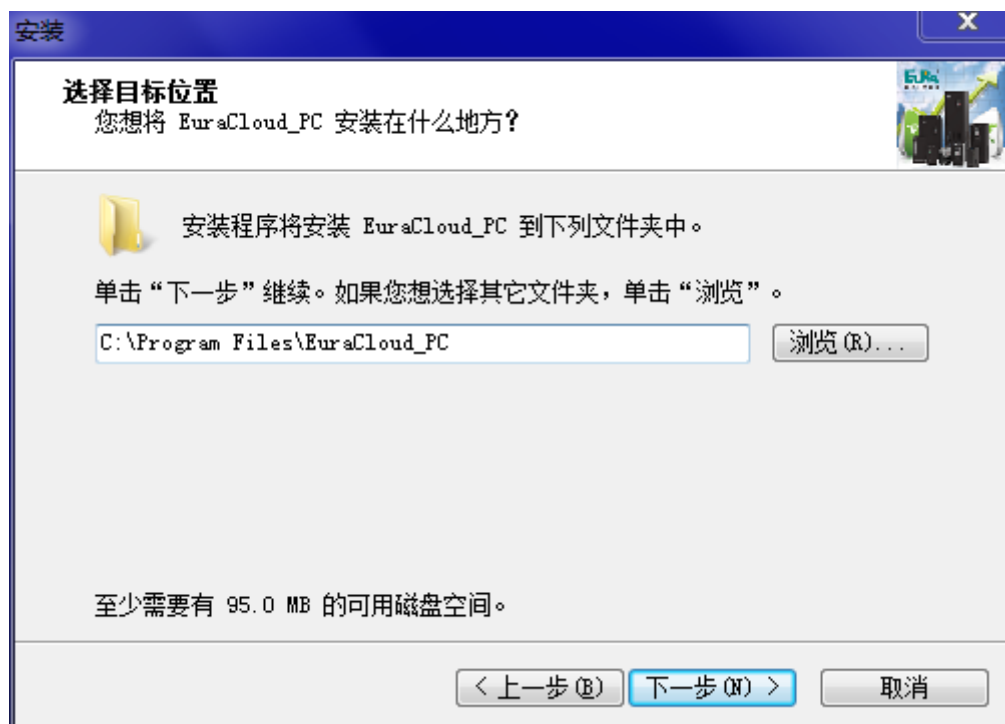 安装
X
选择目标位置
您想将 EuraCloud_PC 安装在什么地方?
EURA
安装程序将安装 EuraCloud_PC 到下列文件夹中。
单击“下一步”继续。如果您想选择其它文件夹，单击“浏览”。
C:\Program Files\EuraCloud_PC
浏览(R)...
至少需要有 95.0 MB 的可用磁盘空间。
< 上一步(B)
下一步(N) >
取消